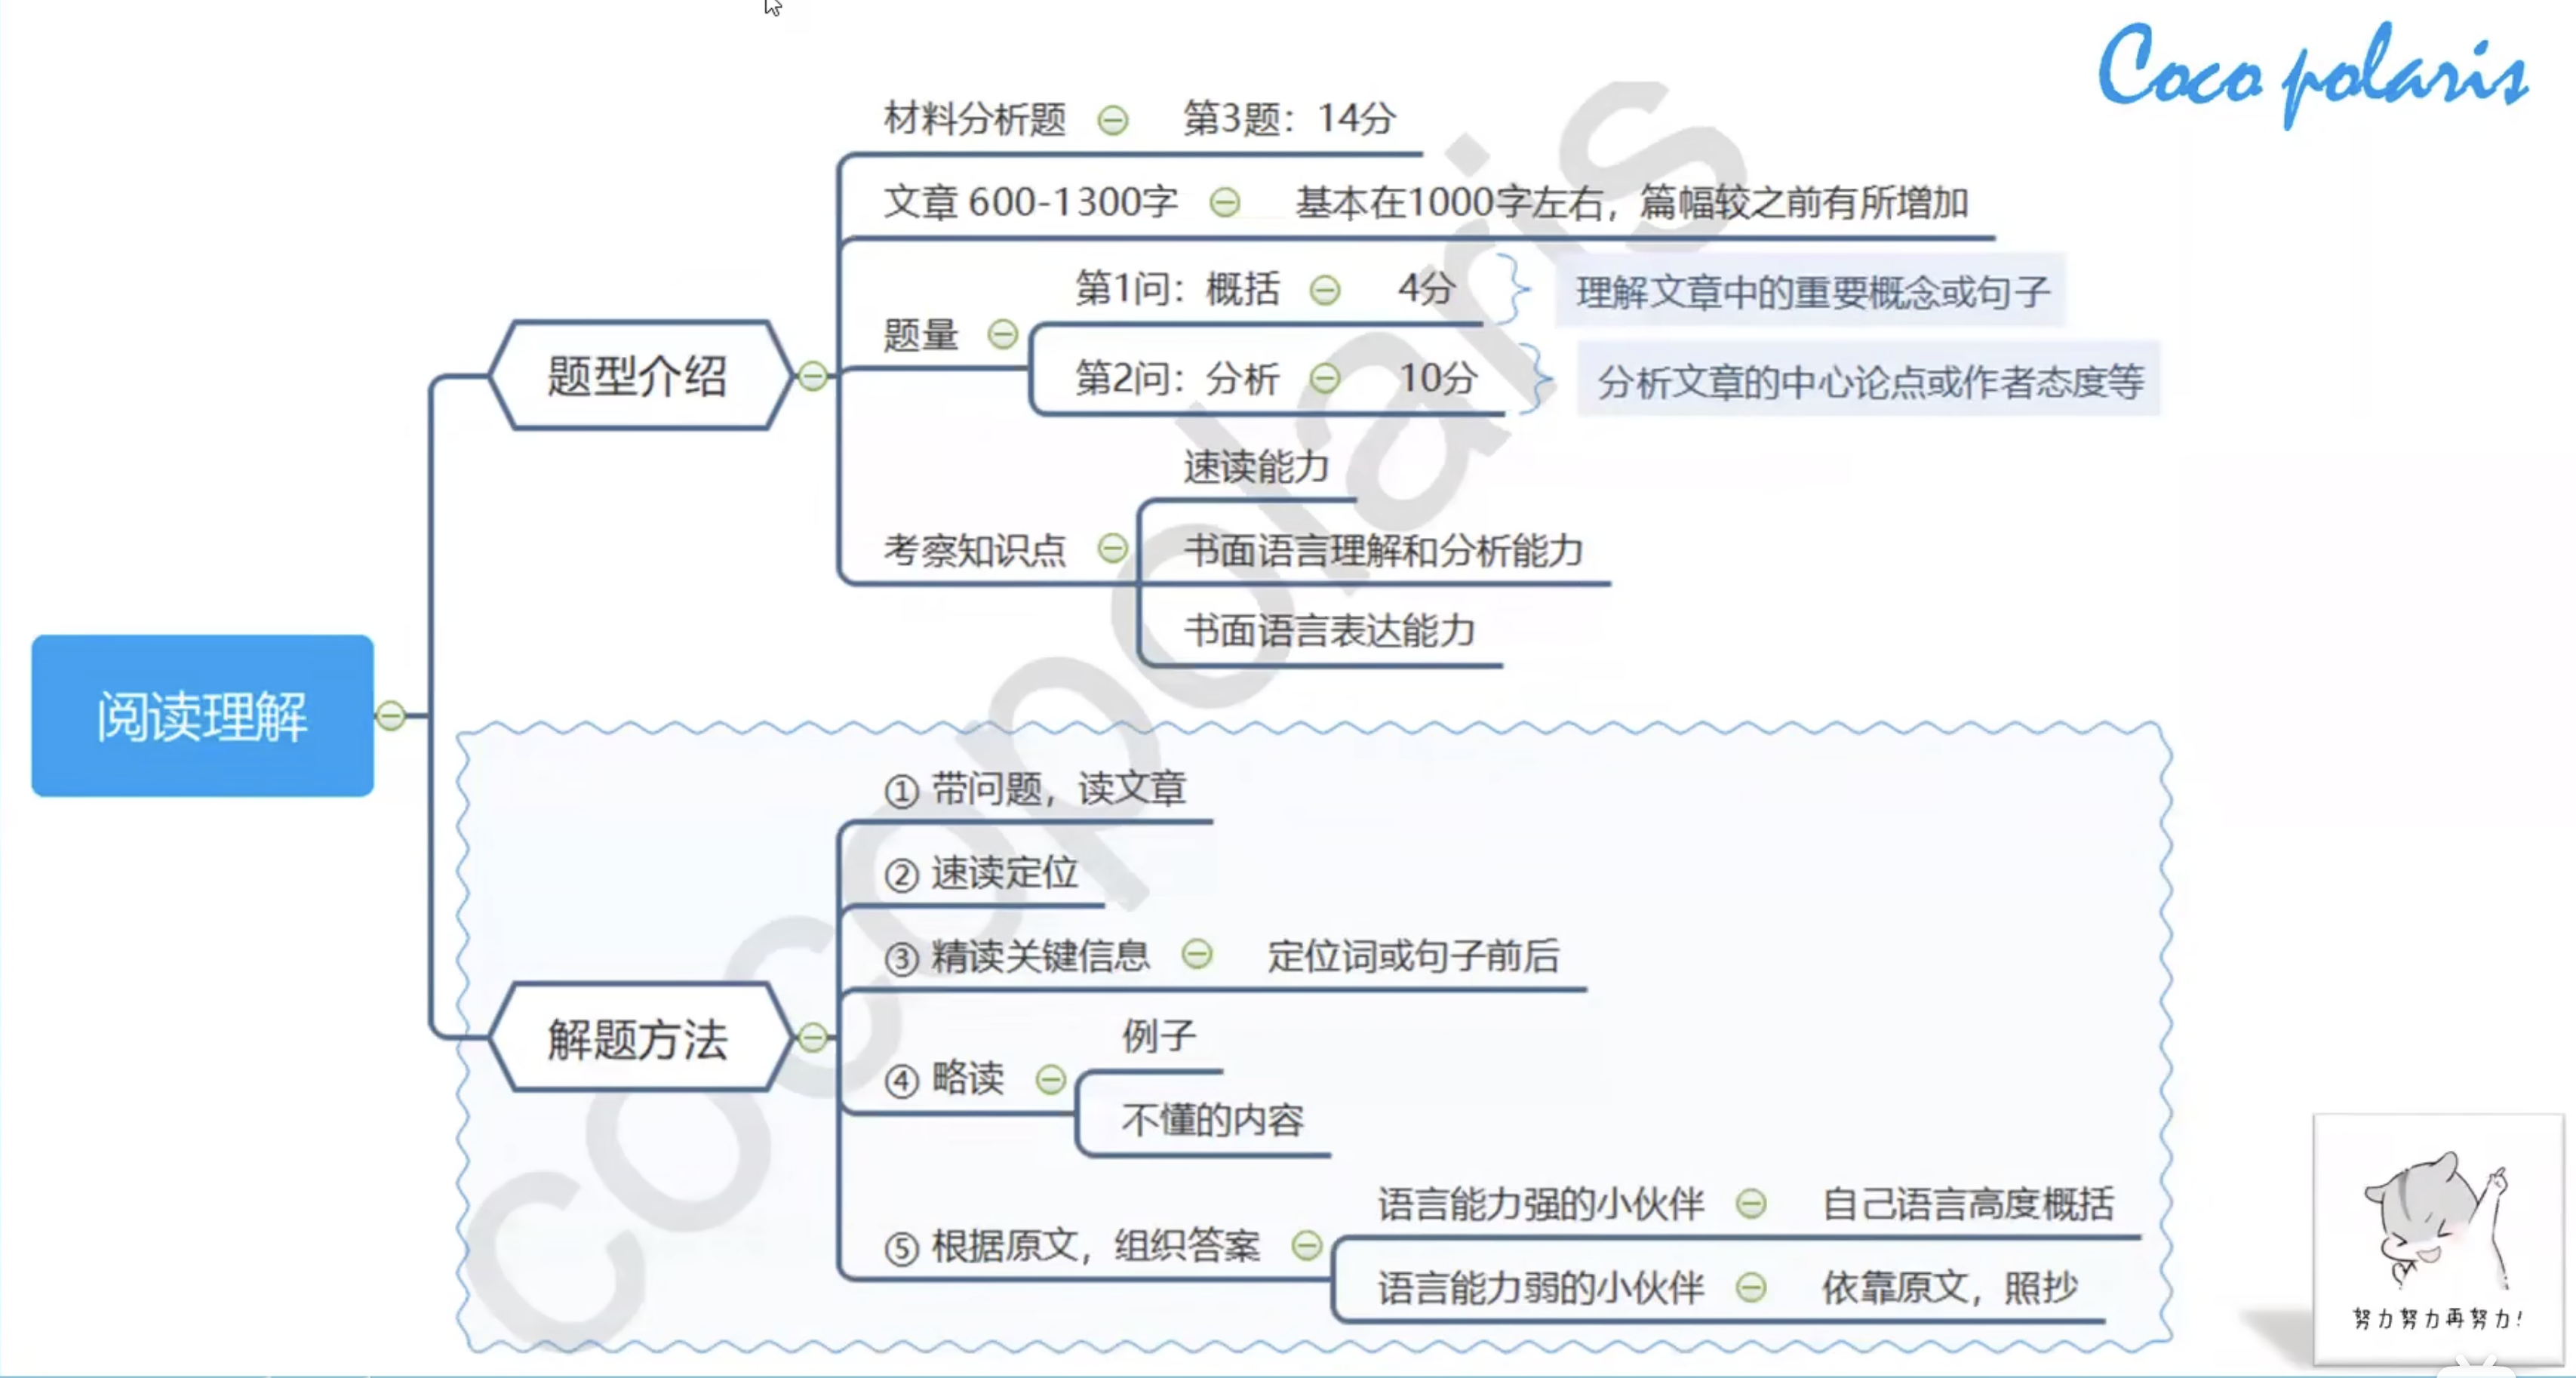 Coco polaris
材料分析题 第3题：14分
文章 600-1300字 基本在1000字左右，篇幅较之前有所增加
第1问：概括 4分 理解文章中的重要概念或句子
题量
第2问：分析 10分 分析文章的中心论点或作者态度等
题型介绍
速读能力
考察知识点 书面语言理解和分析能力
书面语言表达能力
阅读理解
① 带问题，读文章
② 速读定位
③ 精读关键信息 定位词或句子前后
解题方法
例子
④ 略读
不懂的内容
语言能力强的小伙伴 自己语言高度概括
⑤ 根据原文，组织答案
语言能力弱的小伙伴 依靠原文，照抄
努力努力再努力！
cocopolaris